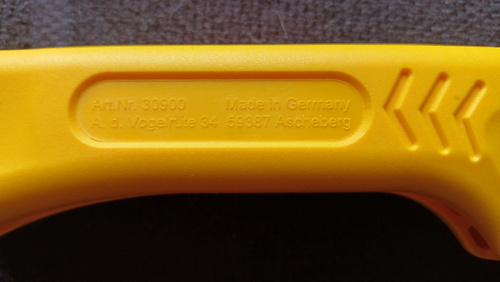 Art.Nr. 30900 Made in Germany
A. d. Vogelrute 34 59387 Ascheberg